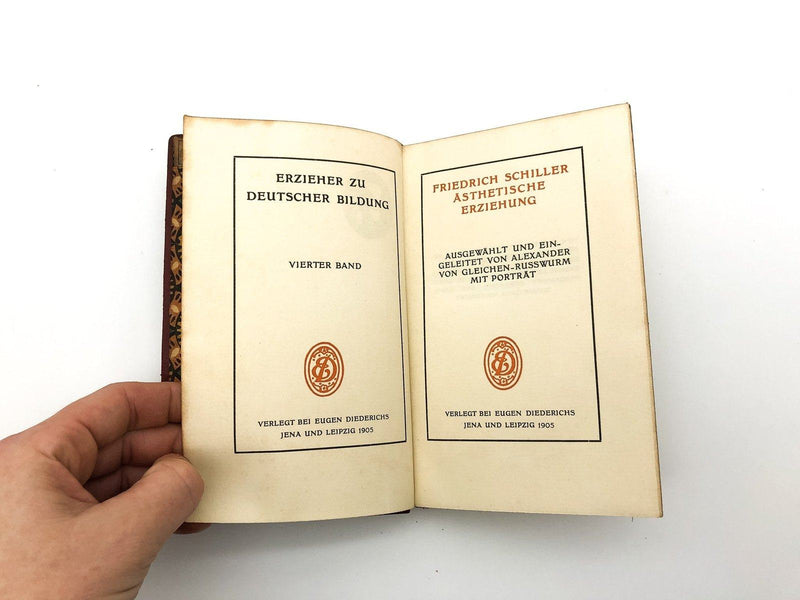 ERZIEHER ZU
DEUTSCHER BILDUNG
VIERTER BAND
VERLEGT BEI EUGEN DIEDERICHS
JENA UND LEIPZIG 1905
FRIEDRICH SCHILLER
ÄSTHETISCHE
ERZIEHUNG
AUSGEWÄHLT UND EIN-
GELEITET VON ALEXANDER
VON GLEICHEN-RUSSWURM
MIT PORTRÄT
VERLEGT BEI EUGEN DIEDERICHS
JENA UND LEIPZIG 1905